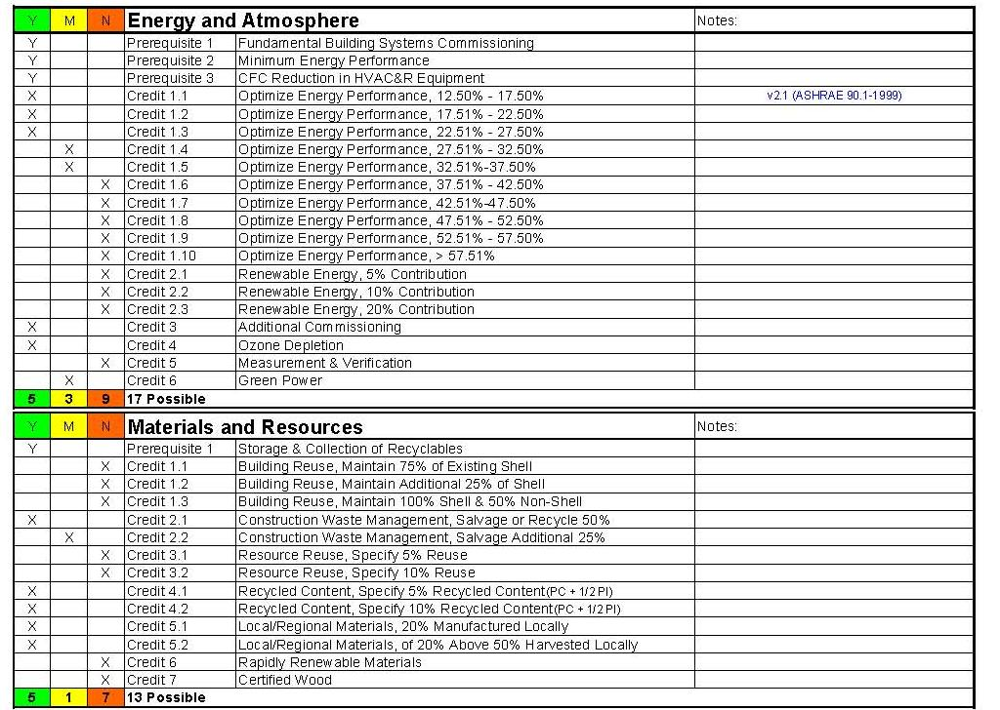 Y M N Energy and Atmosphere Notes:
Y Prerequisite 1 Fundamental Building Systems Commissioning
Y Prerequisite 2 Minimum Energy Performance
Y Prerequisite 3 CFC Reduction in HVAC&R Equipment
X Credit 1.1 Optimize Energy Performance, 12.50% - 17.50% v2.1 (ASHRAE 90.1-1999)
X Credit 1.2 Optimize Energy Performance, 17.51% - 22.50%
X Credit 1.3 Optimize Energy Performance, 22.51% - 27.50%
X Credit 1.4 Optimize Energy Performance, 27.51% - 32.50%
X Credit 1.5 Optimize Energy Performance, 32.51%-37.50%
X Credit 1.6 Optimize Energy Performance, 37.51% - 42.50%
X Credit 1.7 Optimize Energy Performance, 42.51%-47.50%
X Credit 1.8 Optimize Energy Performance, 47.51% - 52.50%
X Credit 1.9 Optimize Energy Performance, 52.51% - 57.50%
X Credit 1.10 Optimize Energy Performance, > 57.51%
X Credit 2.1 Renewable Energy, 5% Contribution
X Credit 2.2 Renewable Energy, 10% Contribution
X Credit 2.3 Renewable Energy, 20% Contribution
X Credit 3 Additional Commissioning
X Credit 4 Ozone Depletion
X Credit 5 Measurement & Verification
X Credit 6 Green Power
5 3 9 17 Possible
Y M N Materials and Resources Notes:
Y Prerequisite 1 Storage & Collection of Recyclables
X Credit 1.1 Building Reuse, Maintain 75% of Existing Shell
X Credit 1.2 Building Reuse, Maintain Additional 25% of Shell
X Credit 1.3 Building Reuse, Maintain 100% Shell & 50% Non-Shell
X Credit 2.1 Construction Waste Management, Salvage or Recycle 50%
X Credit 2.2 Construction Waste Management, Salvage Additional 25%
X Credit 3.1 Resource Reuse, Specify 5% Reuse
X Credit 3.2 Resource Reuse, Specify 10% Reuse
X Credit 4.1 Recycled Content, Specify 5% Recycled Content(PC + 1/2 PI)
X Credit 4.2 Recycled Content, Specify 10% Recycled Content(PC + 1/2 PI)
X Credit 5.1 Local/Regional Materials, 20% Manufactured Locally
X Credit 5.2 Local/Regional Materials, of 20% Above 50% Harvested Locally
X Credit 6 Rapidly Renewable Materials
X Credit 7 Certified Wood
5 1 7 13 Possible